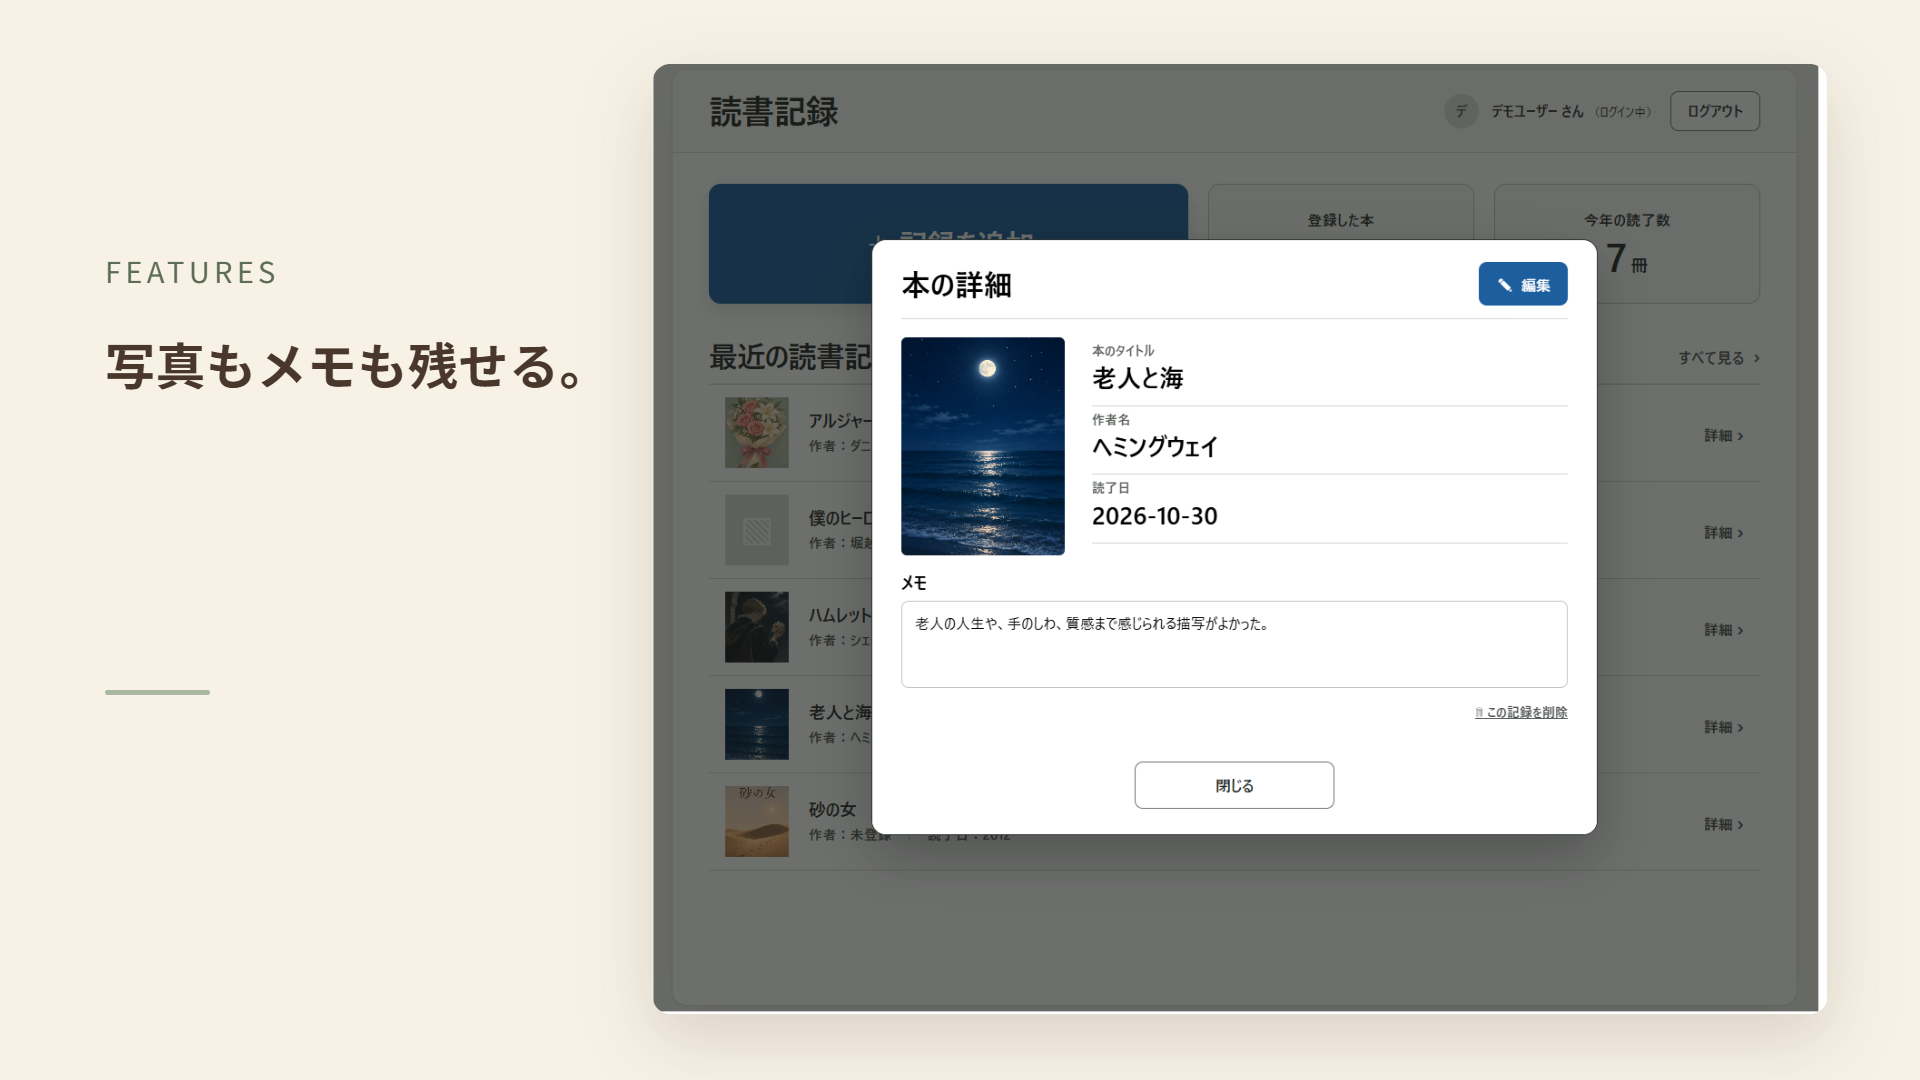 FEATURES
写真もメモも残せる。
読書記録
デ デモユーザー さん （ログイン中） ログアウト
登録した本
今年の読了数
7 冊
最近の読書記
すべて見る ›
アルジャー
作者：ダニ
詳細 ›
僕のヒーロ
作者：堀越
詳細 ›
ハムレット
作者：シェ
詳細 ›
老人と海
作者：ヘミ
詳細 ›
砂の女
砂の女
作者：未登録
読了日：2012
詳細 ›
本の詳細
編集
本のタイトル
老人と海
作者名
ヘミングウェイ
読了日
2026-10-30
メモ
老人の人生や、手のしわ、質感まで感じられる描写がよかった。
この記録を削除
閉じる